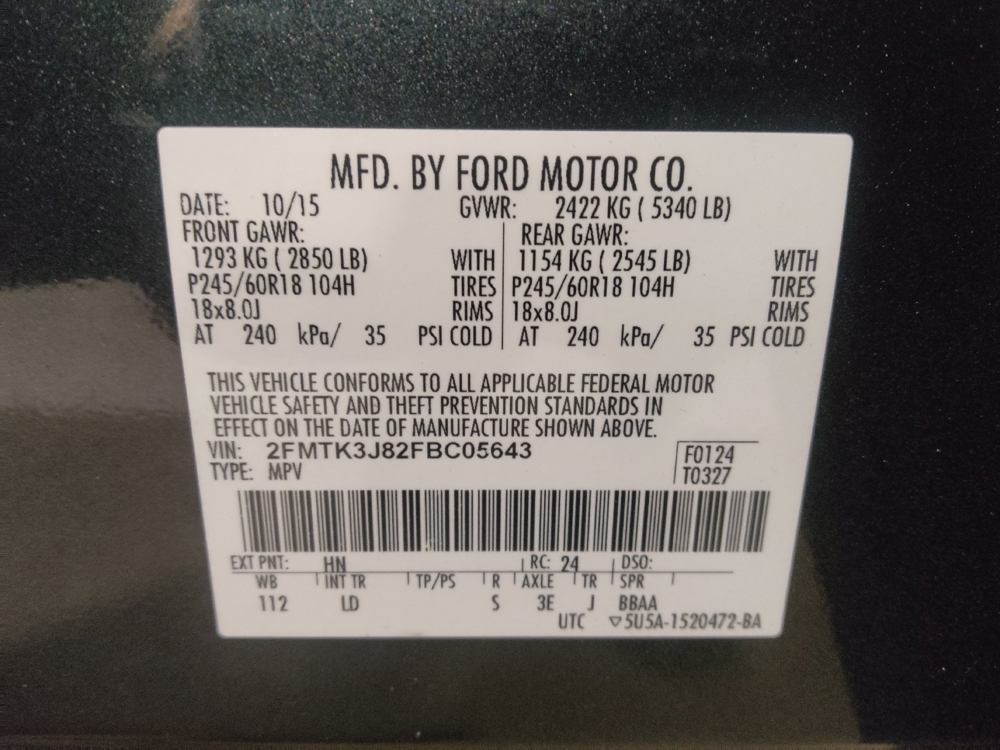 MFD. BY FORD MOTOR CO.
DATE: 10/15 GVWR: 2422 KG ( 5340 LB)
FRONT GAWR: REAR GAWR:
1293 KG ( 2850 LB) WITH 1154 KG ( 2545 LB) WITH
P245/60R18 104H TIRES P245/60R18 104H TIRES
18x8.0J RIMS 18x8.0J RIMS
AT 240 kPa/ 35 PSI COLD AT 240 kPa/ 35 PSI COLD
THIS VEHICLE CONFORMS TO ALL APPLICABLE FEDERAL MOTOR
VEHICLE SAFETY AND THEFT PREVENTION STANDARDS IN
EFFECT ON THE DATE OF MANUFACTURE SHOWN ABOVE.
VIN: 2FMTK3J82FBC05643 F0124
TYPE: MPV T0327
EXT PNT: HN RC: 24 DSO:
WB INT TR TP/PS R AXLE TR SPR
112 LD S 3E J BBAA
UTC ▽5U5A-1520472-BA